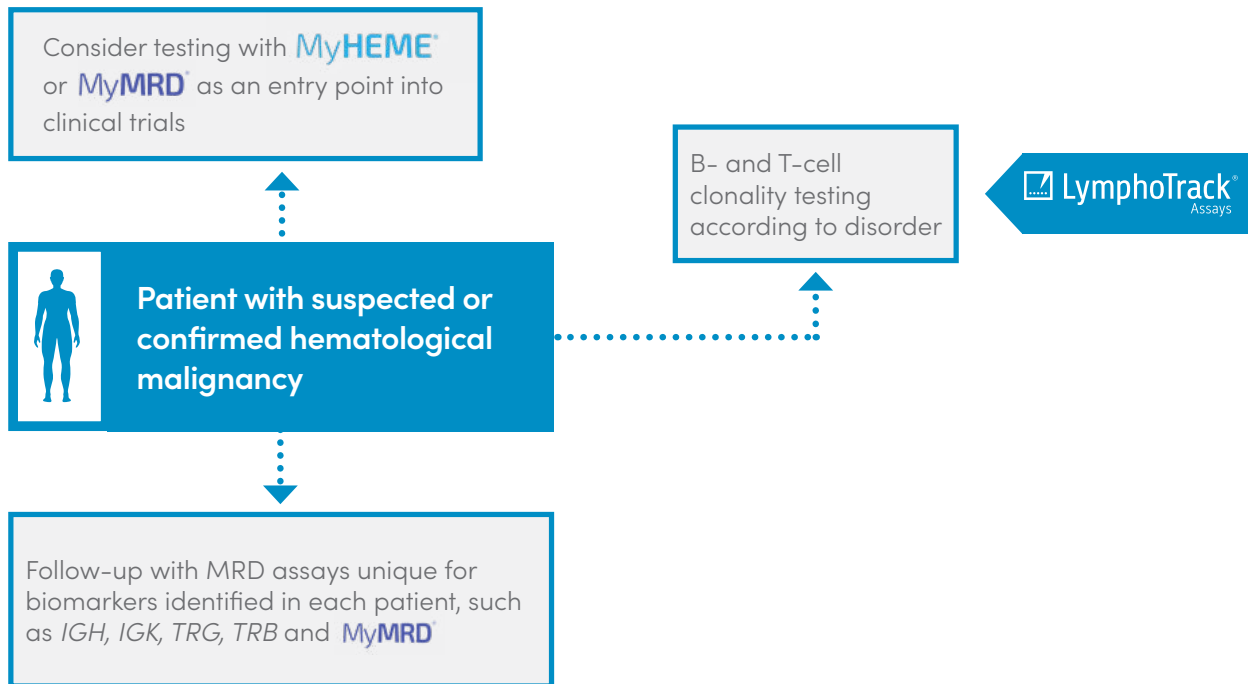 Consider testing with MyHEME®
or MyMRD® as an entry point into
clinical trials
B- and T-cell
clonality testing
according to disorder
LymphoTrack®
Assays
Patient with suspected or
confirmed hematological
malignancy
Follow-up with MRD assays unique for
biomarkers identified in each patient, such
as IGH, IGK, TRG, TRB and MyMRD®